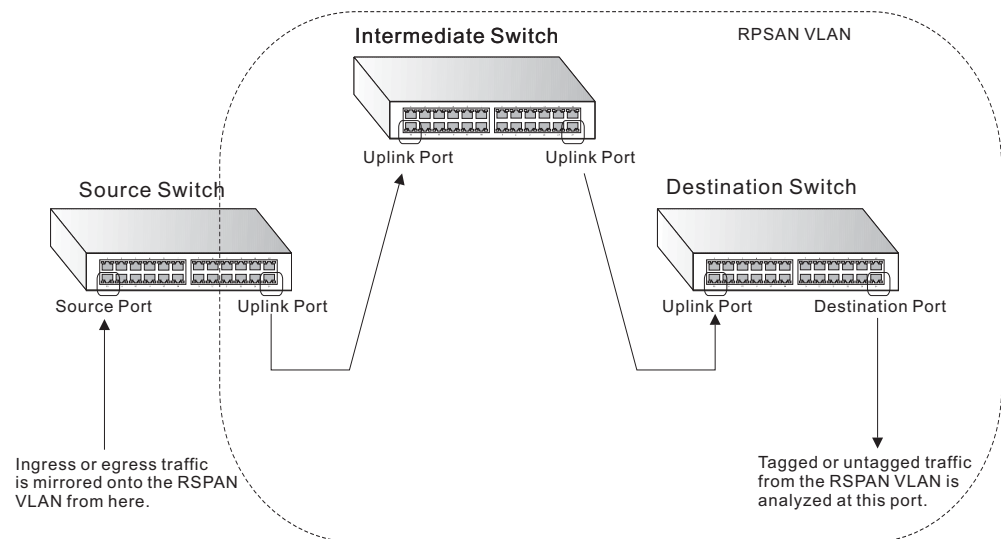 Intermediate Switch
RPSAN VLAN
Uplink Port
Uplink Port
Source Switch
Destination Switch
Source Port
Uplink Port
Uplink Port
Destination Port
Ingress or egress traffic
is mirrored onto the RSPAN
VLAN from here.
Tagged or untagged traffic
from the RSPAN VLAN is
analyzed at this port.